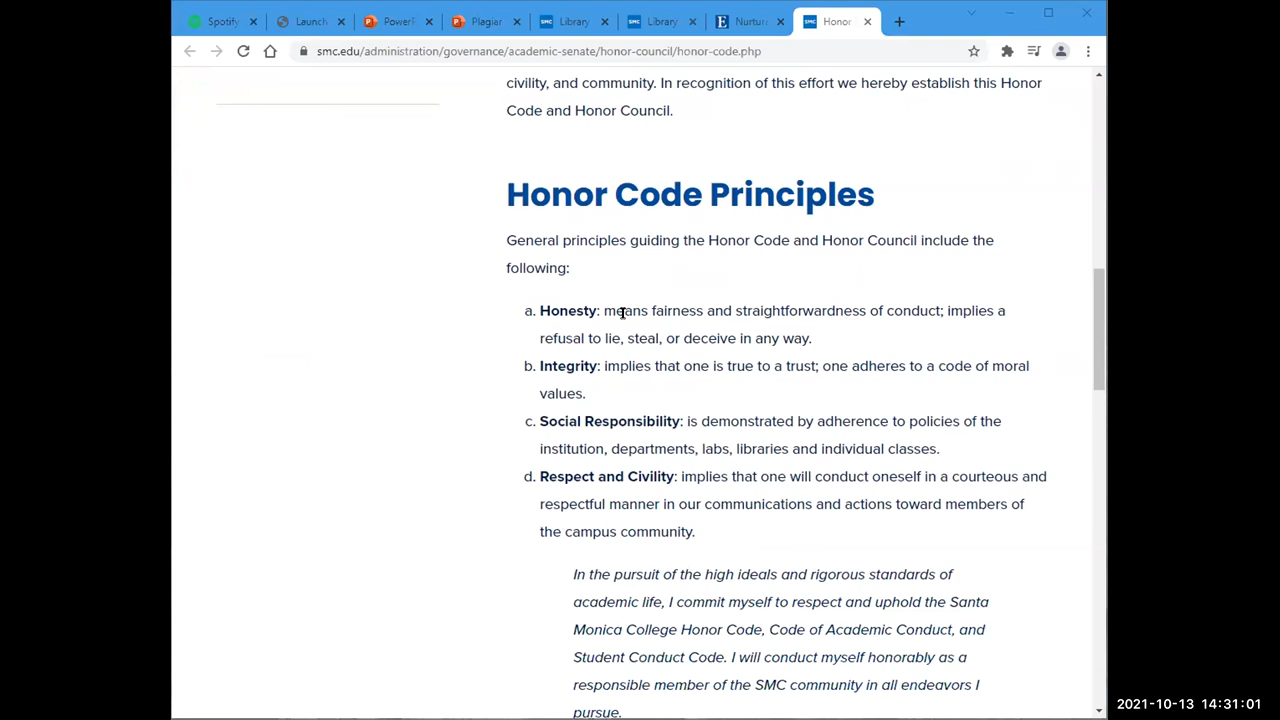 Spotify
Launch
PowerP
Plagiar
SMC Library
SMC Library
E Nurtur
SMC Honor
smc.edu/administration/governance/academic-senate/honor-council/honor-code.php
civility, and community. In recognition of this effort we hereby establish this Honor
Code and Honor Council.
Honor Code Principles
General principles guiding the Honor Code and Honor Council include the
following:
a. Honesty: means fairness and straightforwardness of conduct; implies a
refusal to lie, steal, or deceive in any way.
b. Integrity: implies that one is true to a trust; one adheres to a code of moral
values.
c. Social Responsibility: is demonstrated by adherence to policies of the
institution, departments, labs, libraries and individual classes.
d. Respect and Civility: implies that one will conduct oneself in a courteous and
respectful manner in our communications and actions toward members of
the campus community.
In the pursuit of the high ideals and rigorous standards of
academic life, I commit myself to respect and uphold the Santa
Monica College Honor Code, Code of Academic Conduct, and
Student Conduct Code. I will conduct myself honorably as a
responsible member of the SMC community in all endeavors I
pursue.
2021-10-13 14:31:01